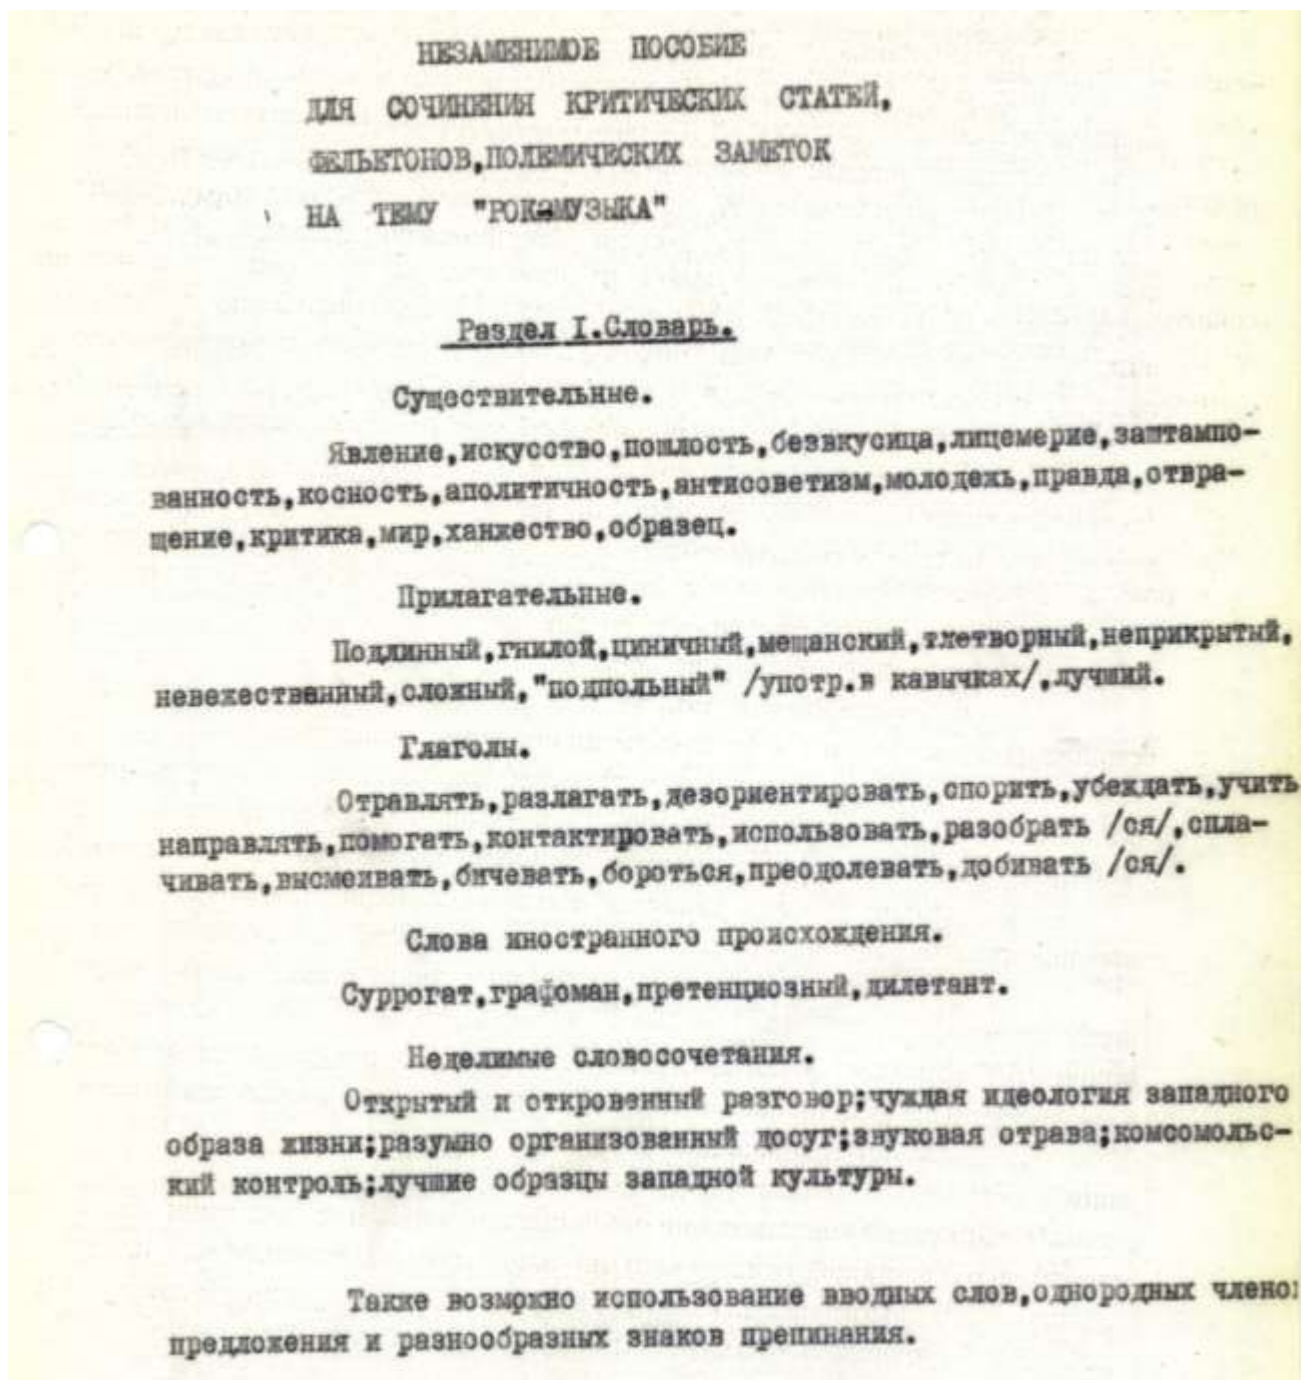 НЕЗАМЕНИМОЕ ПОСОБИЕ
ДЛЯ СОЧИНЕНИЯ КРИТИЧЕСКИХ СТАТЕЙ,
ФЕЛЬЕТОНОВ,ПОЛЕМИЧЕСКИХ ЗАМЕТОК
НА ТЕМУ "РОК-МУЗЫКА"
Раздел I.Словарь.
Существительные.
Явление,искусство,пошлость,безвкусица,лицемерие,заштампо-
ванность,косность,аполитичность,антисоветизм,молодежь,правда,отвра-
щение,критика,мир,ханжество,образец.
Прилагательные.
Подлинный,гнилой,циничный,мещанский,тлетворный,неприкрытый,
невежественный,сложный,"подпольный" /употр.в кавычках/,лучший.
Глаголы.
Отравлять,разлагать,дезориентировать,спорить,убеждать,учить
направлять,помогать,контактировать,использовать,разобрать /ся/,спла-
чивать,высмеивать,бичевать,бороться,преодолевать,добивать /ся/.
Слова иностранного происхождения.
Суррогат,графоман,претенциозный,дилетант.
Неделимые словосочетания.
Открытый и откровенный разговор;чуждая идеология западного
образа жизни;разумно организованный досуг;звуковая отрава;комсомольс-
кий контроль;лучшие образцы западной культуры.
Также возможно использование вводных слов,однородных члено
предложения и разнообразных знаков препинания.